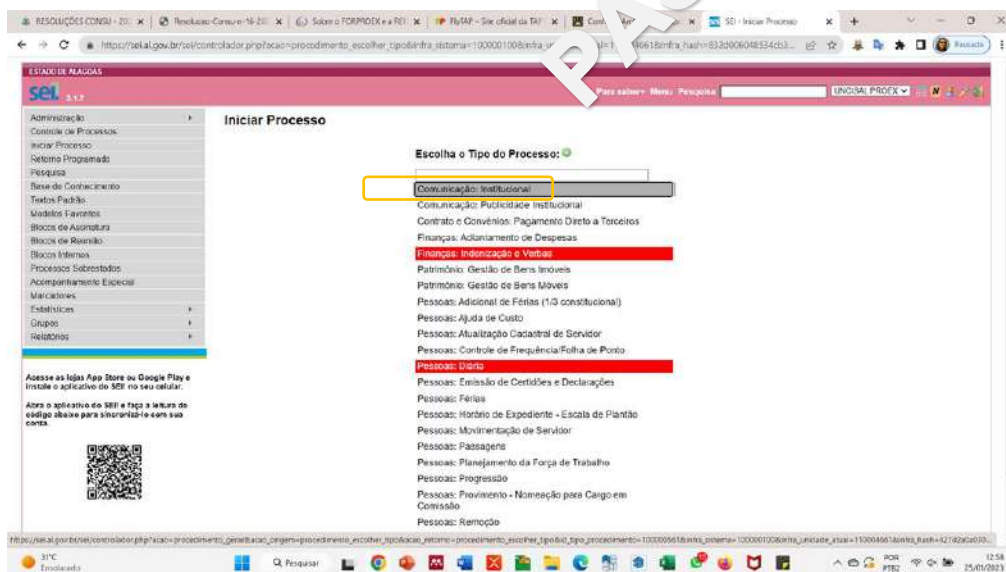 RESOLUÇÕES CONSU - 20
Resolucao-Consu-n-16-20
Sobre o FORPROEX e a REI
FlyTAP - Site oficial da TAP
SEI - Iniciar Processo
PA
ESTADO DE ALAGOAS
sei. 3.1.7
Para saber+ Menu Pesquisa
UNCISAL PROEX
Administração
Controle de Processos
Iniciar Processo
Retorno Programado
Pesquisa
Base de Conhecimento
Textos Padrão
Modelos Favoritos
Blocos de Assinatura
Blocos de Reunião
Blocos Internos
Processos Sobrestados
Acompanhamento Especial
Marcadores
Estatísticas
Grupos
Relatórios
Acesse as lojas App Store ou Google Play e
instale o aplicativo do SEI! no seu celular.
Abra o aplicativo do SEI! e faça a leitura do
código abaixo para sincronizá-lo com sua
conta.
Iniciar Processo
Escolha o Tipo do Processo:
Comunicação: Institucional
Comunicação: Publicidade Institucional
Contrato e Convênios: Pagamento Direto a Terceiros
Finanças: Adiantamento de Despesas
Finanças: Indenização e Verbas
Patrimônio: Gestão de Bens Imóveis
Patrimônio: Gestão de Bens Móveis
Pessoas: Adicional de Férias (1/3 constitucional)
Pessoas: Ajuda de Custo
Pessoas: Atualização Cadastral de Servidor
Pessoas: Controle de Frequência/Folha de Ponto
Pessoas: Diária
Pessoas: Emissão de Certidões e Declarações
Pessoas: Férias
Pessoas: Horário de Expediente - Escala de Plantão
Pessoas: Movimentação de Servidor
Pessoas: Passagens
Pessoas: Planejamento da Força de Trabalho
Pessoas: Progressão
Pessoas: Provimento - Nomeação para Cargo em
Comissão
Pessoas: Remoção
31°C
Ensolarado
Pesquisar
POR
PTB2
12:58
25/01/2023